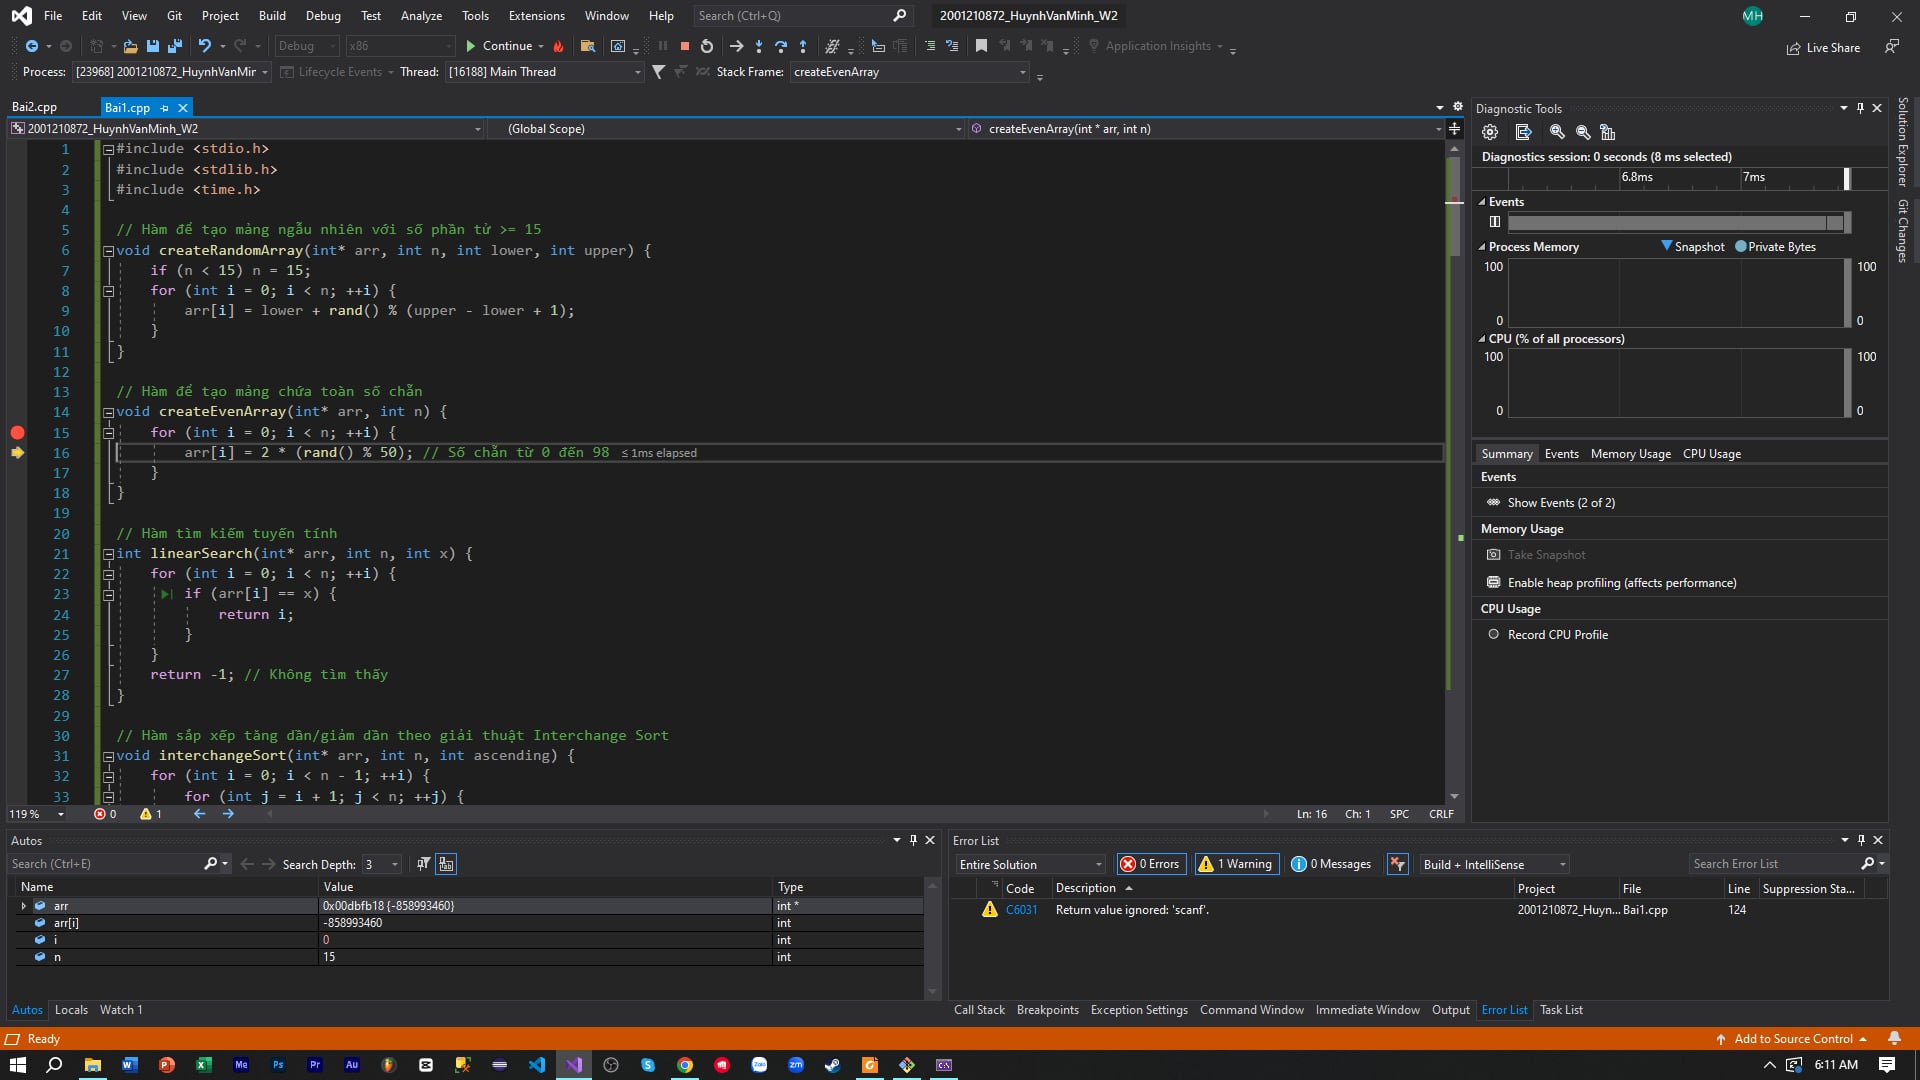 File Edit View Git Project Build Debug Test Analyze Tools Extensions Window Help Search (Ctrl+Q) 2001210872_HuynhVanMinh_W2 MH
Debug x86 Continue Application Insights Live Share
Process: [23968] 2001210872_HuynhVanMin Lifecycle Events Thread: [16188] Main Thread Stack Frame: createEvenArray
Bai2.cpp Bai1.cpp
2001210872_HuynhVanMinh_W2 (Global Scope) createEvenArray(int * arr, int n)
1 #include <stdio.h>
2 #include <stdlib.h>
3 #include <time.h>
4
5 // Hàm để tạo mảng ngẫu nhiên với số phần tử >= 15
6 void createRandomArray(int* arr, int n, int lower, int upper) {
7 if (n < 15) n = 15;
8 for (int i = 0; i < n; ++i) {
9 arr[i] = lower + rand() % (upper - lower + 1);
10 }
11 }
12
13 // Hàm để tạo mảng chứa toàn số chẵn
14 void createEvenArray(int* arr, int n) {
15 for (int i = 0; i < n; ++i) {
16 arr[i] = 2 * (rand() % 50); // Số chẵn từ 0 đến 98 ≤ 1ms elapsed
17 }
18 }
19
20 // Hàm tìm kiếm tuyến tính
21 int linearSearch(int* arr, int n, int x) {
22 for (int i = 0; i < n; ++i) {
23 if (arr[i] == x) {
24 return i;
25 }
26 }
27 return -1; // Không tìm thấy
28 }
29
30 // Hàm sắp xếp tăng dần/giảm dần theo giải thuật Interchange Sort
31 void interchangeSort(int* arr, int n, int ascending) {
32 for (int i = 0; i < n - 1; ++i) {
33 for (int j = i + 1; j < n; ++j) {
119 % 0 1 Ln: 16 Ch: 1 SPC CRLF
Diagnostic Tools
Diagnostics session: 0 seconds (8 ms selected)
6.8ms 7ms
Events
Process Memory Snapshot Private Bytes
100 100
0 0
CPU (% of all processors)
100 100
0 0
Summary Events Memory Usage CPU Usage
Events
Show Events (2 of 2)
Memory Usage
Take Snapshot
Enable heap profiling (affects performance)
CPU Usage
Record CPU Profile
Solution Explorer
Git Changes
Autos
Search (Ctrl+E) Search Depth: 3
Name Value Type
arr 0x00dbfb18 {-858993460} int *
arr[i] -858993460 int
i 0 int
n 15 int
Autos Locals Watch 1
Error List
Entire Solution 0 Errors 1 Warning 0 Messages Build + IntelliSense Search Error List
Code Description Project File Line Suppression Sta...
C6031 Return value ignored: 'scanf'. 2001210872_Huyn... Bai1.cpp 124
Call Stack Breakpoints Exception Settings Command Window Immediate Window Output Error List Task List
Ready Add to Source Control
6:11 AM